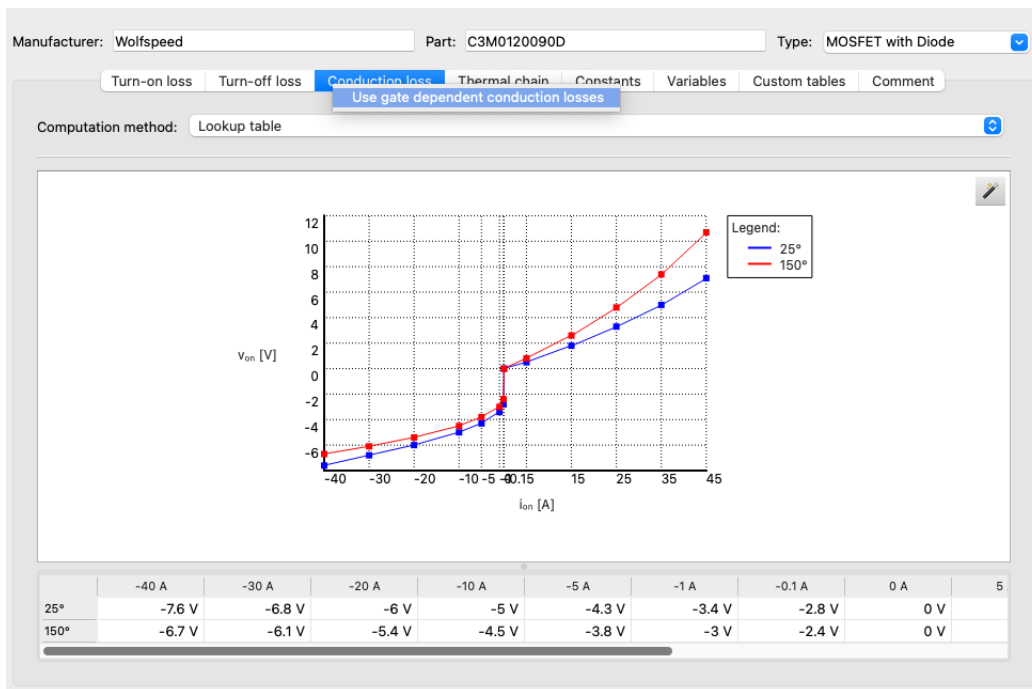 Manufacturer: Wolfspeed Part: C3M0120090D Type: MOSFET with Diode
Turn-on loss Turn-off loss Conduction loss Thermal chain Constants Variables Custom tables Comment
Use gate dependent conduction losses
Computation method: Lookup table
12
10
8
6
4
2
0
-2
-4
-6
Legend:
25°
150°
vₒₙ [V]
-40 -30 -20 -10 -5 15 25 35 45
iₒₙ [A]
-40 A -30 A -20 A -10 A -5 A -1 A -0.1 A 0 A 5
25° -7.6 V -6.8 V -6 V -5 V -4.3 V -3.4 V -2.8 V 0 V
150° -6.7 V -6.1 V -5.4 V -4.5 V -3.8 V -3 V -2.4 V 0 V